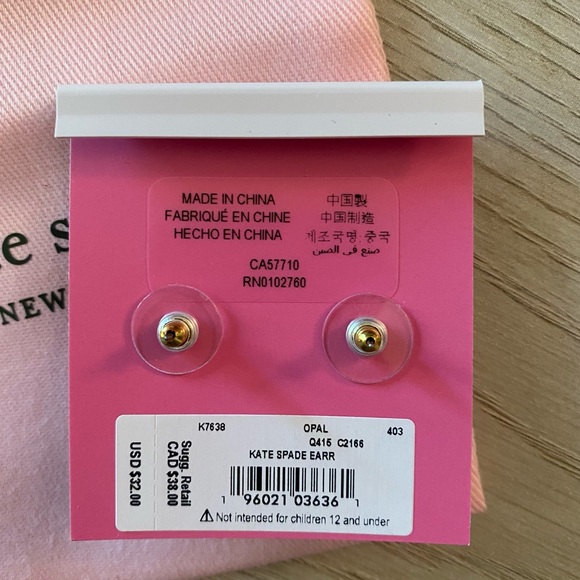 e s
NEW
MADE IN CHINA
FABRIQUÉ EN CHINE
HECHO EN CHINA
中国製
中国制造
제조국명: 중국
صنع في الصين
CA57710
RN0102760
K7638 OPAL 403
Q415 C2166
KATE SPADE EARR
1 96021 03636 1
⚠ Not intended for children 12 and under
Sugg. Retail
CAD $38.00
USD $32.00